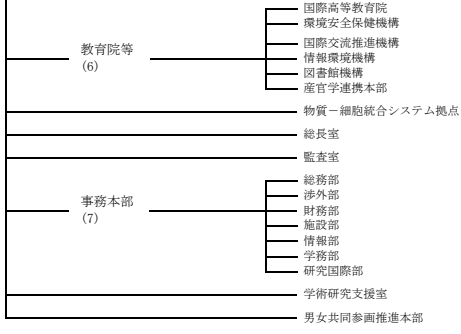 国際高等教育院
環境安全保健機構
国際交流推進機構
教育院等
(6)
情報環境機構
図書館機構
産官学連携本部
物質－細胞統合システム拠点
総長室
監査室
総務部
渉外部
事務本部
(7)
財務部
施設部
情報部
学務部
研究国際部
学術研究支援室
男女共同参画推進本部